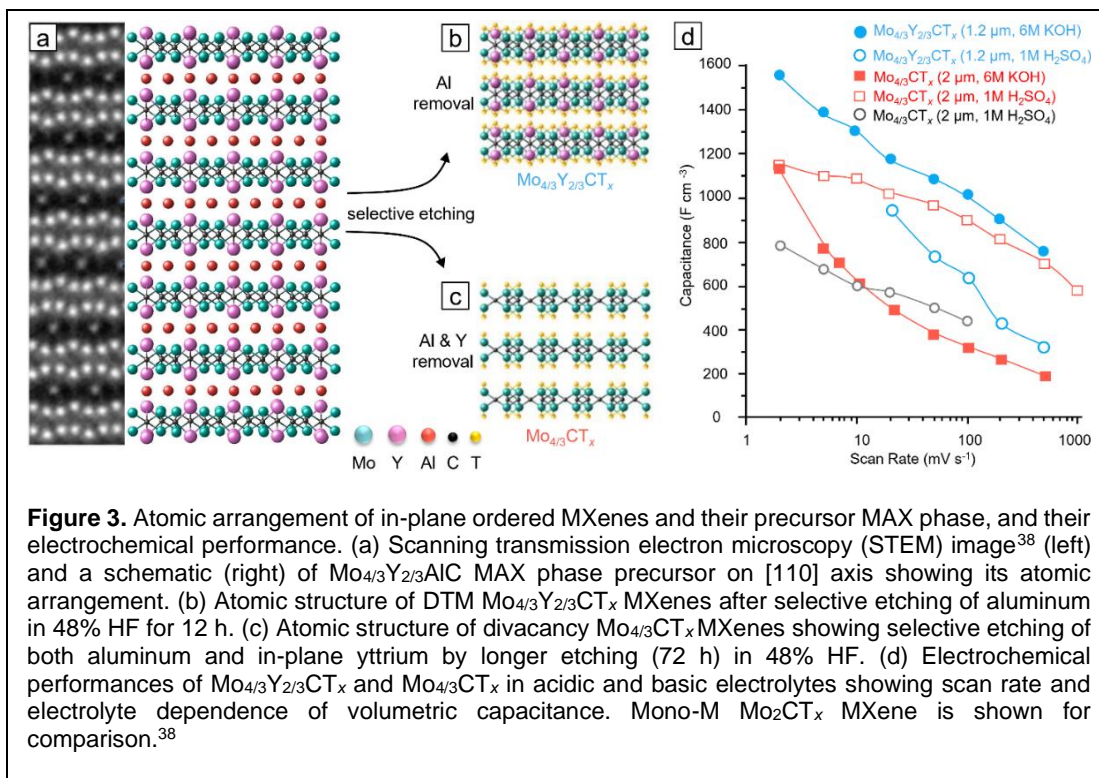 a
b
Al
removal
Mo4/3Y2/3CTx
selective etching
c
Al & Y
removal
Mo4/3CTx
Mo Y Al C T
d
Mo4/3Y2/3CTx (1.2 μm, 6M KOH)
Mo4/3Y2/3CTx (1.2 μm, 1M H2SO4)
Mo4/3CTx (2 μm, 6M KOH)
Mo4/3CTx (2 μm, 1M H2SO4)
Mo4/3CTx (2 μm, 1M H2SO4)
1600
1400
1200
1000
800
600
400
200
0
Capacitance (F cm-3)
1 10 100 1000
Scan Rate (mV s-1)
Figure 3. Atomic arrangement of in-plane ordered MXenes and their precursor MAX phase, and their
electrochemical performance. (a) Scanning transmission electron microscopy (STEM) image38 (left)
and a schematic (right) of Mo4/3Y2/3AlC MAX phase precursor on [110] axis showing its atomic
arrangement. (b) Atomic structure of DTM Mo4/3Y2/3CTx MXenes after selective etching of aluminum
in 48% HF for 12 h. (c) Atomic structure of divacancy Mo4/3CTx MXenes showing selective etching of
both aluminum and in-plane yttrium by longer etching (72 h) in 48% HF. (d) Electrochemical
performances of Mo4/3Y2/3CTx and Mo4/3CTx in acidic and basic electrolytes showing scan rate and
electrolyte dependence of volumetric capacitance. Mono-M Mo2CTx MXene is shown for
comparison.38